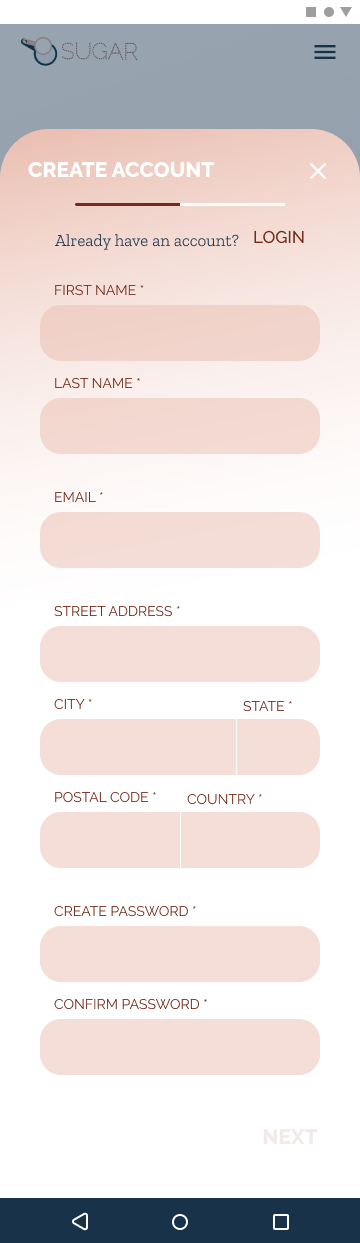 SUGAR
CREATE ACCOUNT
Already have an account? LOGIN
FIRST NAME *
LAST NAME *
EMAIL *
STREET ADDRESS *
CITY * STATE *
POSTAL CODE * COUNTRY *
CREATE PASSWORD *
CONFIRM PASSWORD *
NEXT